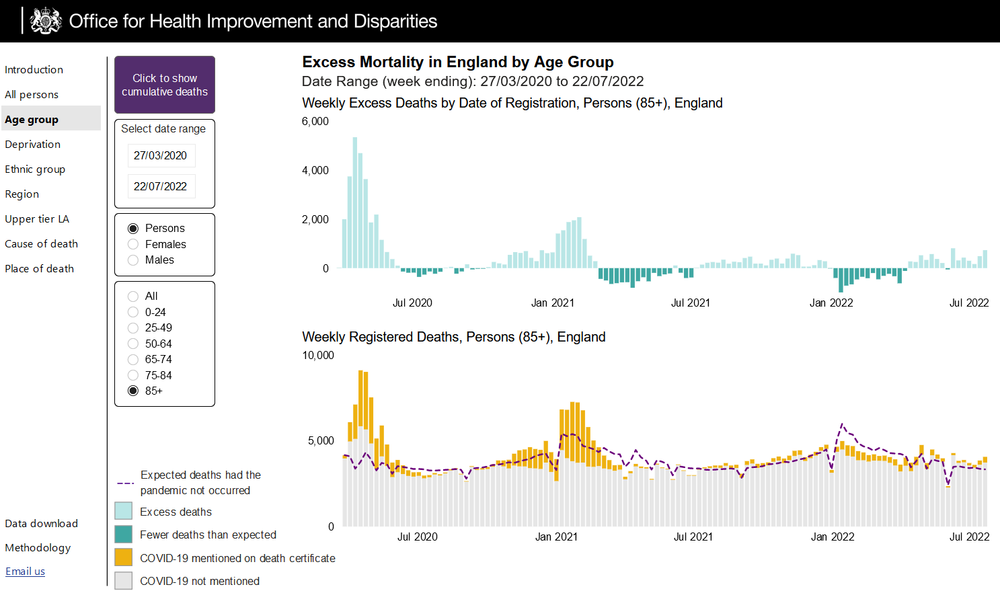 Office for Health Improvement and Disparities
Introduction
All persons
Age group
Deprivation
Ethnic group
Region
Upper tier LA
Cause of death
Place of death
Data download
Methodology
Email us
Click to show
cumulative deaths
Select date range
27/03/2020
22/07/2022
Persons
Females
Males
All
0-24
25-49
50-64
65-74
75-84
85+
Expected deaths had the
pandemic not occurred
Excess deaths
Fewer deaths than expected
COVID-19 mentioned on death certificate
COVID-19 not mentioned
Excess Mortality in England by Age Group
Date Range (week ending): 27/03/2020 to 22/07/2022
Weekly Excess Deaths by Date of Registration, Persons (85+), England
6,000
4,000
2,000
0
Jul 2020 Jan 2021 Jul 2021 Jan 2022 Jul 2022
Weekly Registered Deaths, Persons (85+), England
10,000
5,000
0
Jul 2020 Jan 2021 Jul 2021 Jan 2022 Jul 2022